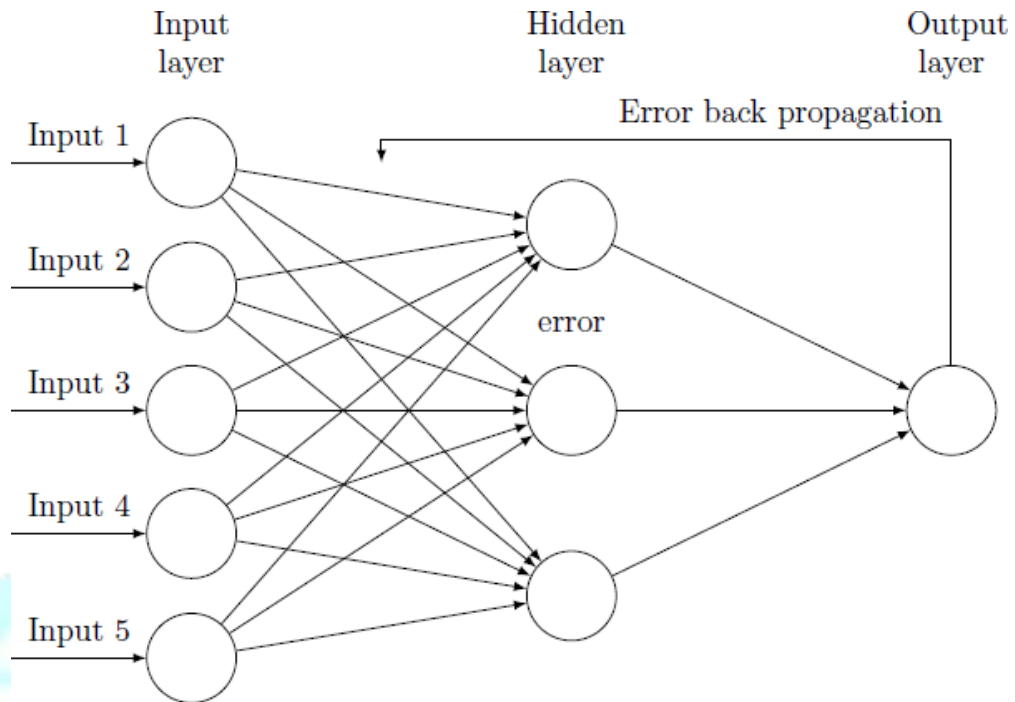 Input
layer
Hidden
layer
Output
layer
Error back propagation
Input 1
Input 2
error
Input 3
Input 4
Input 5